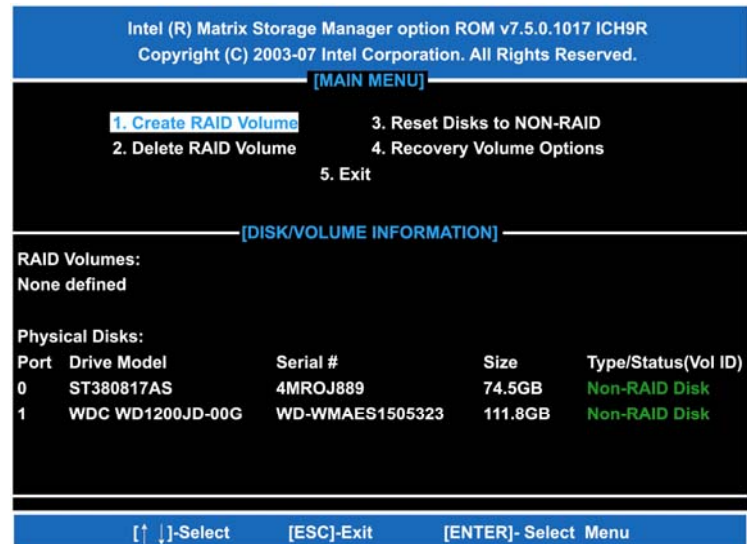 Intel (R) Matrix Storage Manager option ROM v7.5.0.1017 ICH9R
Copyright (C) 2003-07 Intel Corporation. All Rights Reserved.
[MAIN MENU]
1. Create RAID Volume 3. Reset Disks to NON-RAID
2. Delete RAID Volume 4. Recovery Volume Options
5. Exit
[DISK/VOLUME INFORMATION]
RAID Volumes:
None defined
Physical Disks:
Port Drive Model Serial # Size Type/Status(Vol ID)
0 ST380817AS 4MROJ889 74.5GB Non-RAID Disk
1 WDC WD1200JD-00G WD-WMAES1505323 111.8GB Non-RAID Disk
[↑ ↓]-Select [ESC]-Exit [ENTER]- Select Menu